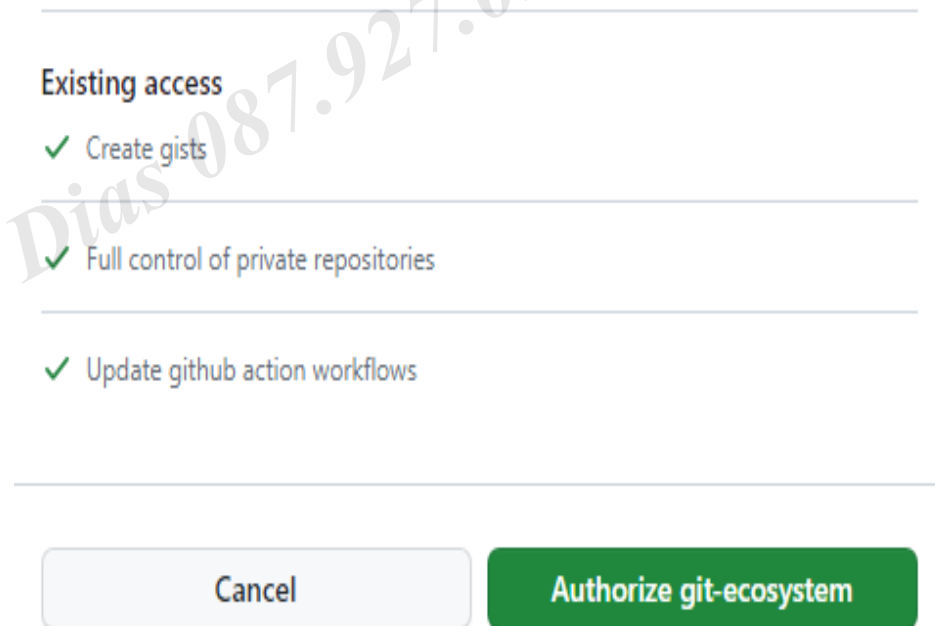 Existing access
Create gists
Dias 087.927.
Full control of private repositories
Update github action workflows
Cancel
Authorize git-ecosystem